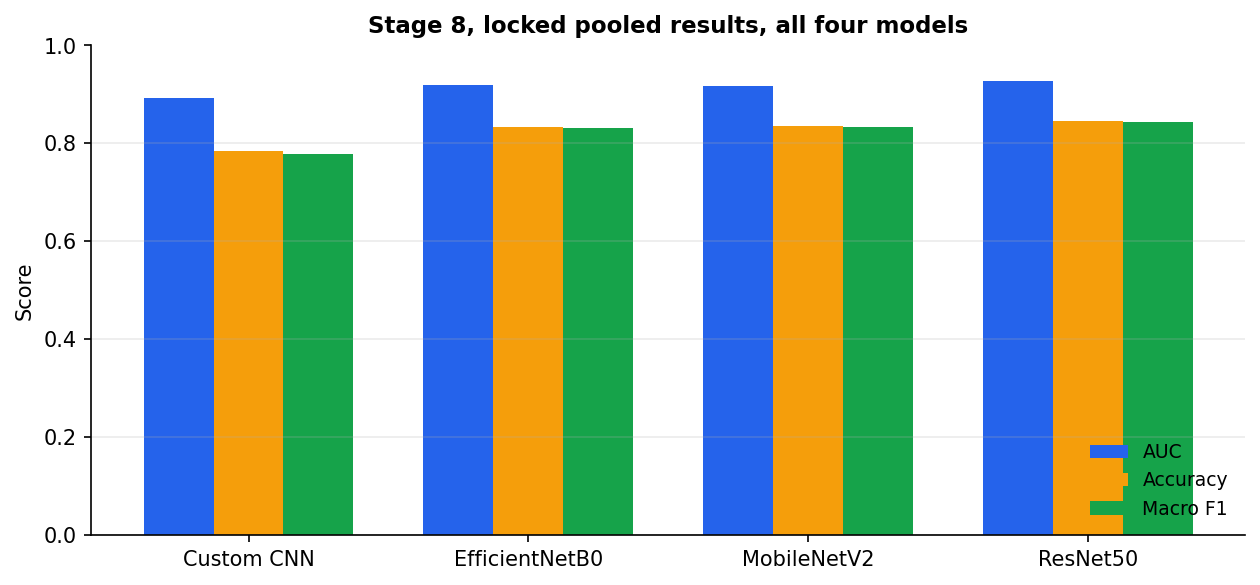 Stage 8, locked pooled results, all four models
1.0
0.8
0.6
0.4
0.2
0.0
Score
AUC
Accuracy
Macro F1
Custom CNN
EfficientNetB0
MobileNetV2
ResNet50